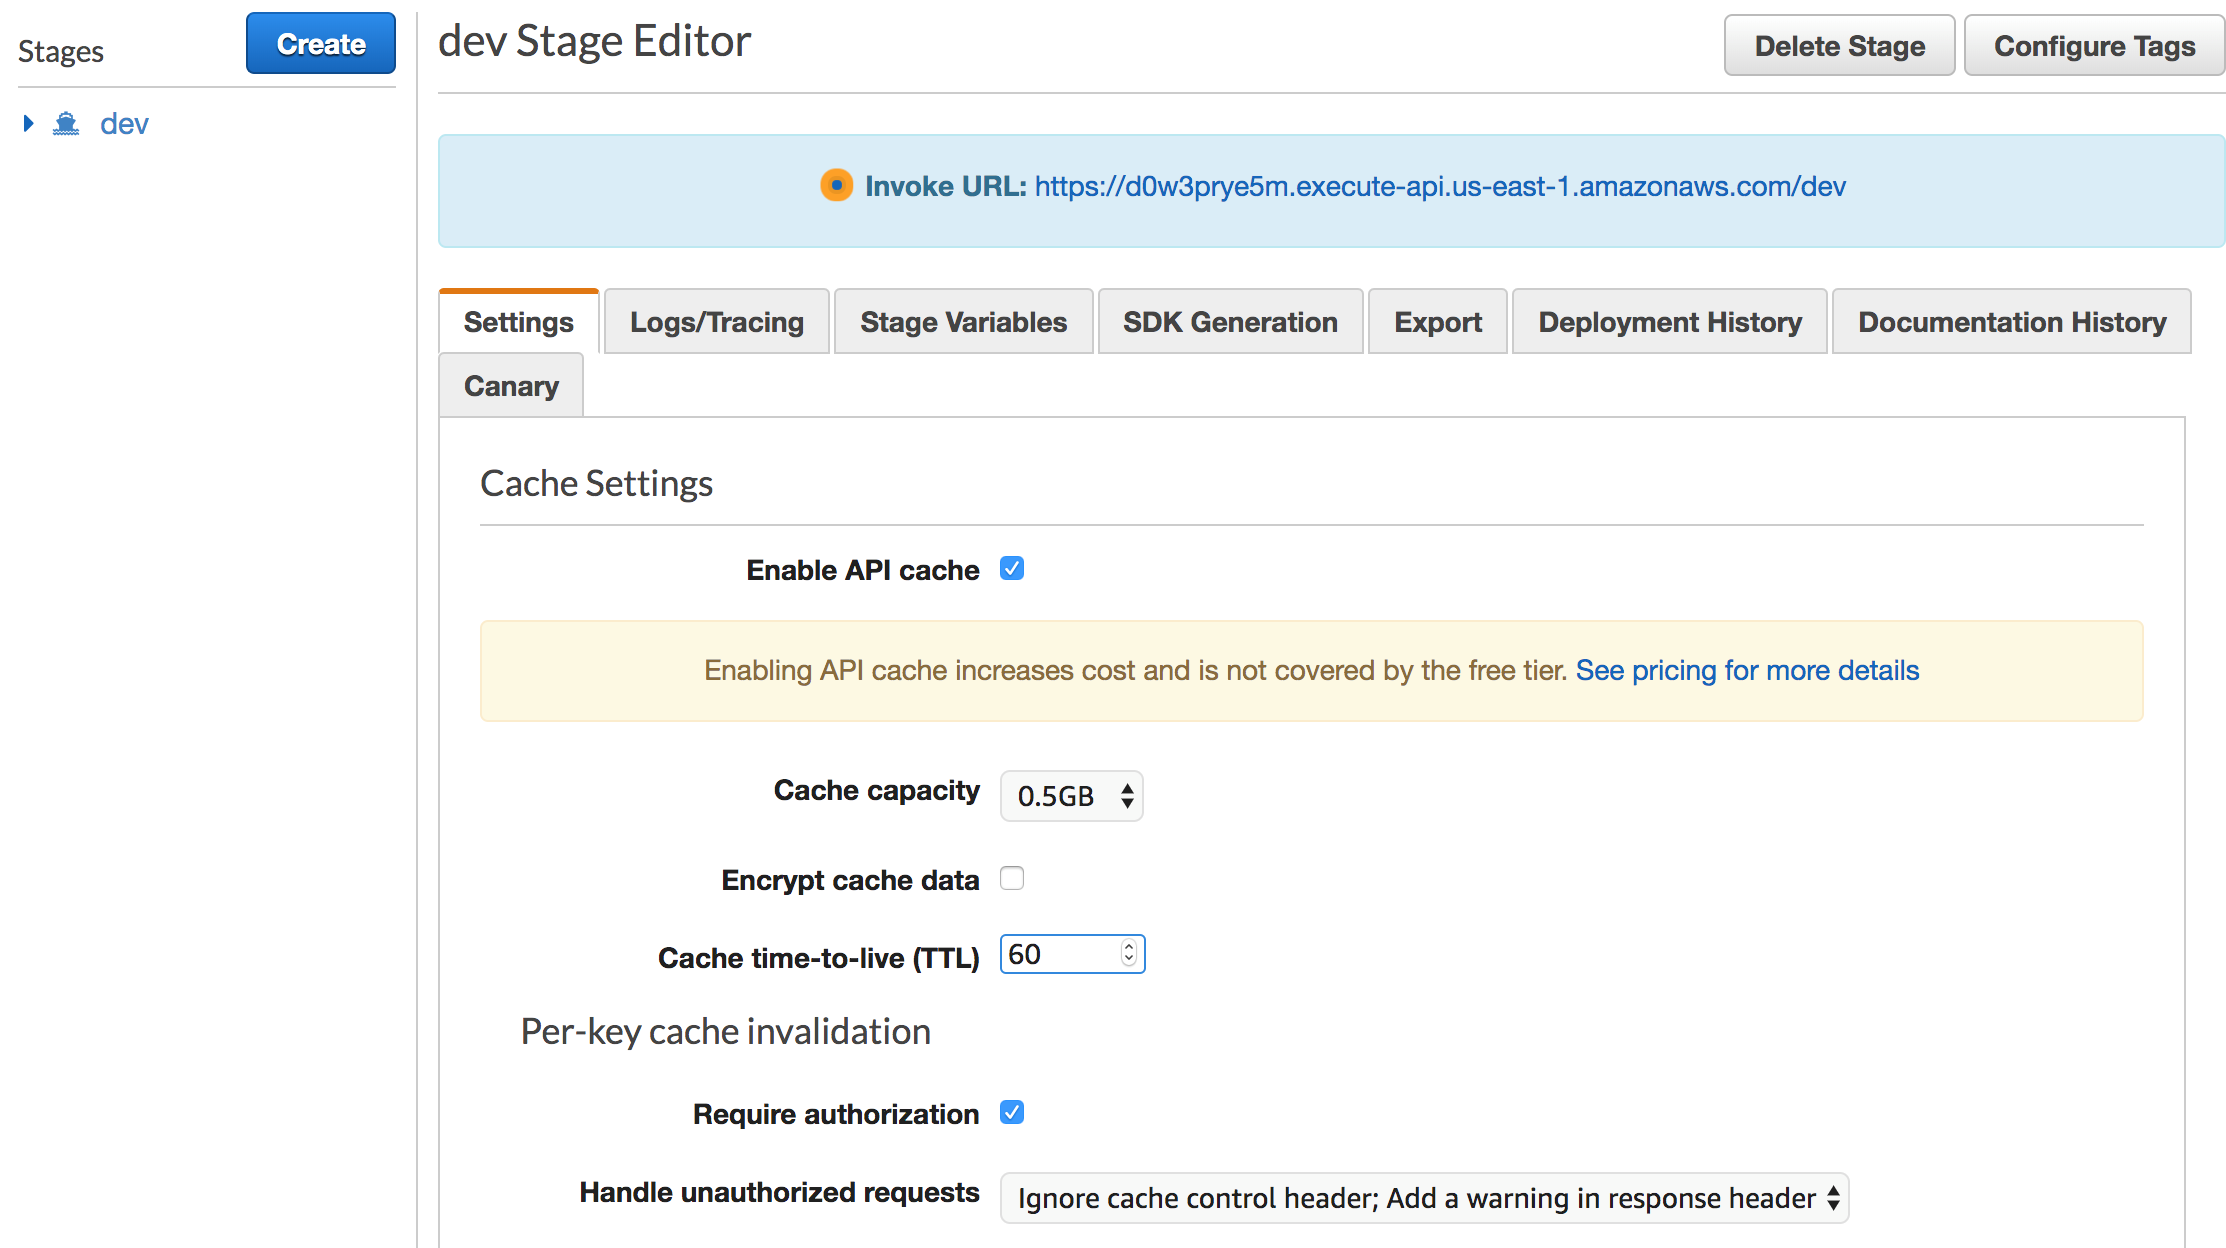 Stages
Create
dev
dev Stage Editor
Delete Stage
Configure Tags
Invoke URL: https://d0w3prye5m.execute-api.us-east-1.amazonaws.com/dev
Settings
Logs/Tracing
Stage Variables
SDK Generation
Export
Deployment History
Documentation History
Canary
Cache Settings
Enable API cache
Enabling API cache increases cost and is not covered by the free tier. See pricing for more details
Cache capacity
0.5GB
Encrypt cache data
Cache time-to-live (TTL)
60
Per-key cache invalidation
Require authorization
Handle unauthorized requests
Ignore cache control header; Add a warning in response header